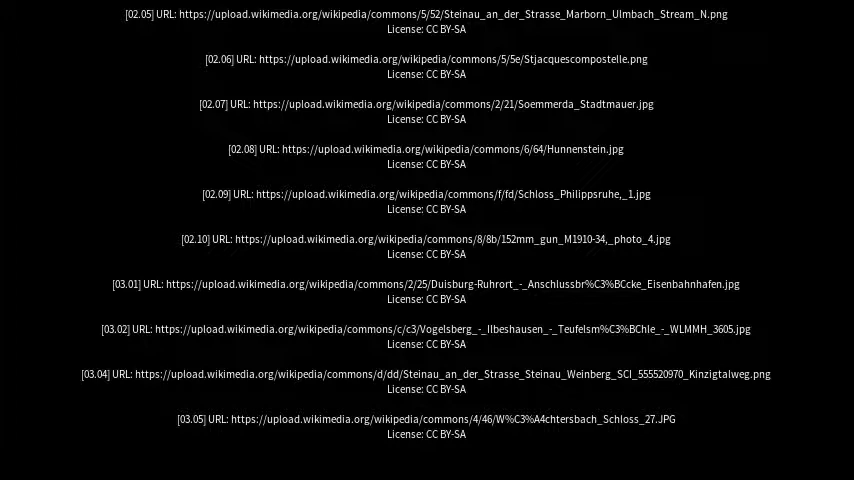 [02.05] URL: https://upload.wikimedia.org/wikipedia/commons/5/52/Steinau_an_der_Strasse_Marborn_Ulmbach_Stream_N.png
License: CC BY-SA
[02.06] URL: https://upload.wikimedia.org/wikipedia/commons/5/5e/Stjacquescompostelle.png
License: CC BY-SA
[02.07] URL: https://upload.wikimedia.org/wikipedia/commons/2/21/Soemmerda_Stadtmauer.jpg
License: CC BY-SA
[02.08] URL: https://upload.wikimedia.org/wikipedia/commons/6/64/Hunnenstein.jpg
License: CC BY-SA
[02.09] URL: https://upload.wikimedia.org/wikipedia/commons/f/fd/Schloss_Philippsruhe,_1.jpg
License: CC BY-SA
[02.10] URL: https://upload.wikimedia.org/wikipedia/commons/8/8b/152mm_gun_M1910-34,_photo_4.jpg
License: CC BY-SA
[03.01] URL: https://upload.wikimedia.org/wikipedia/commons/2/25/Duisburg-Ruhrort_-_Anschlussbr%C3%BCcke_Eisenbahnhafen.jpg
License: CC BY-SA
[03.02] URL: https://upload.wikimedia.org/wikipedia/commons/c/c3/Vogelsberg_-_Ilbeshausen_-_Teufelsm%C3%BChle_-_WLMMH_3605.jpg
License: CC BY-SA
[03.04] URL: https://upload.wikimedia.org/wikipedia/commons/d/dd/Steinau_an_der_Strasse_Steinau_Weinberg_SCI_555520970_Kinzigtalweg.png
License: CC BY-SA
[03.05] URL: https://upload.wikimedia.org/wikipedia/commons/4/46/W%C3%A4chtersbach_Schloss_27.JPG
License: CC BY-SA